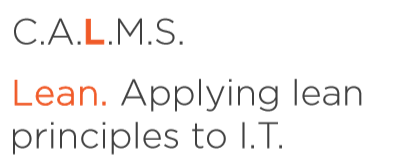 C.A.L.M.S.
Lean. Applying lean
principles to I.T.